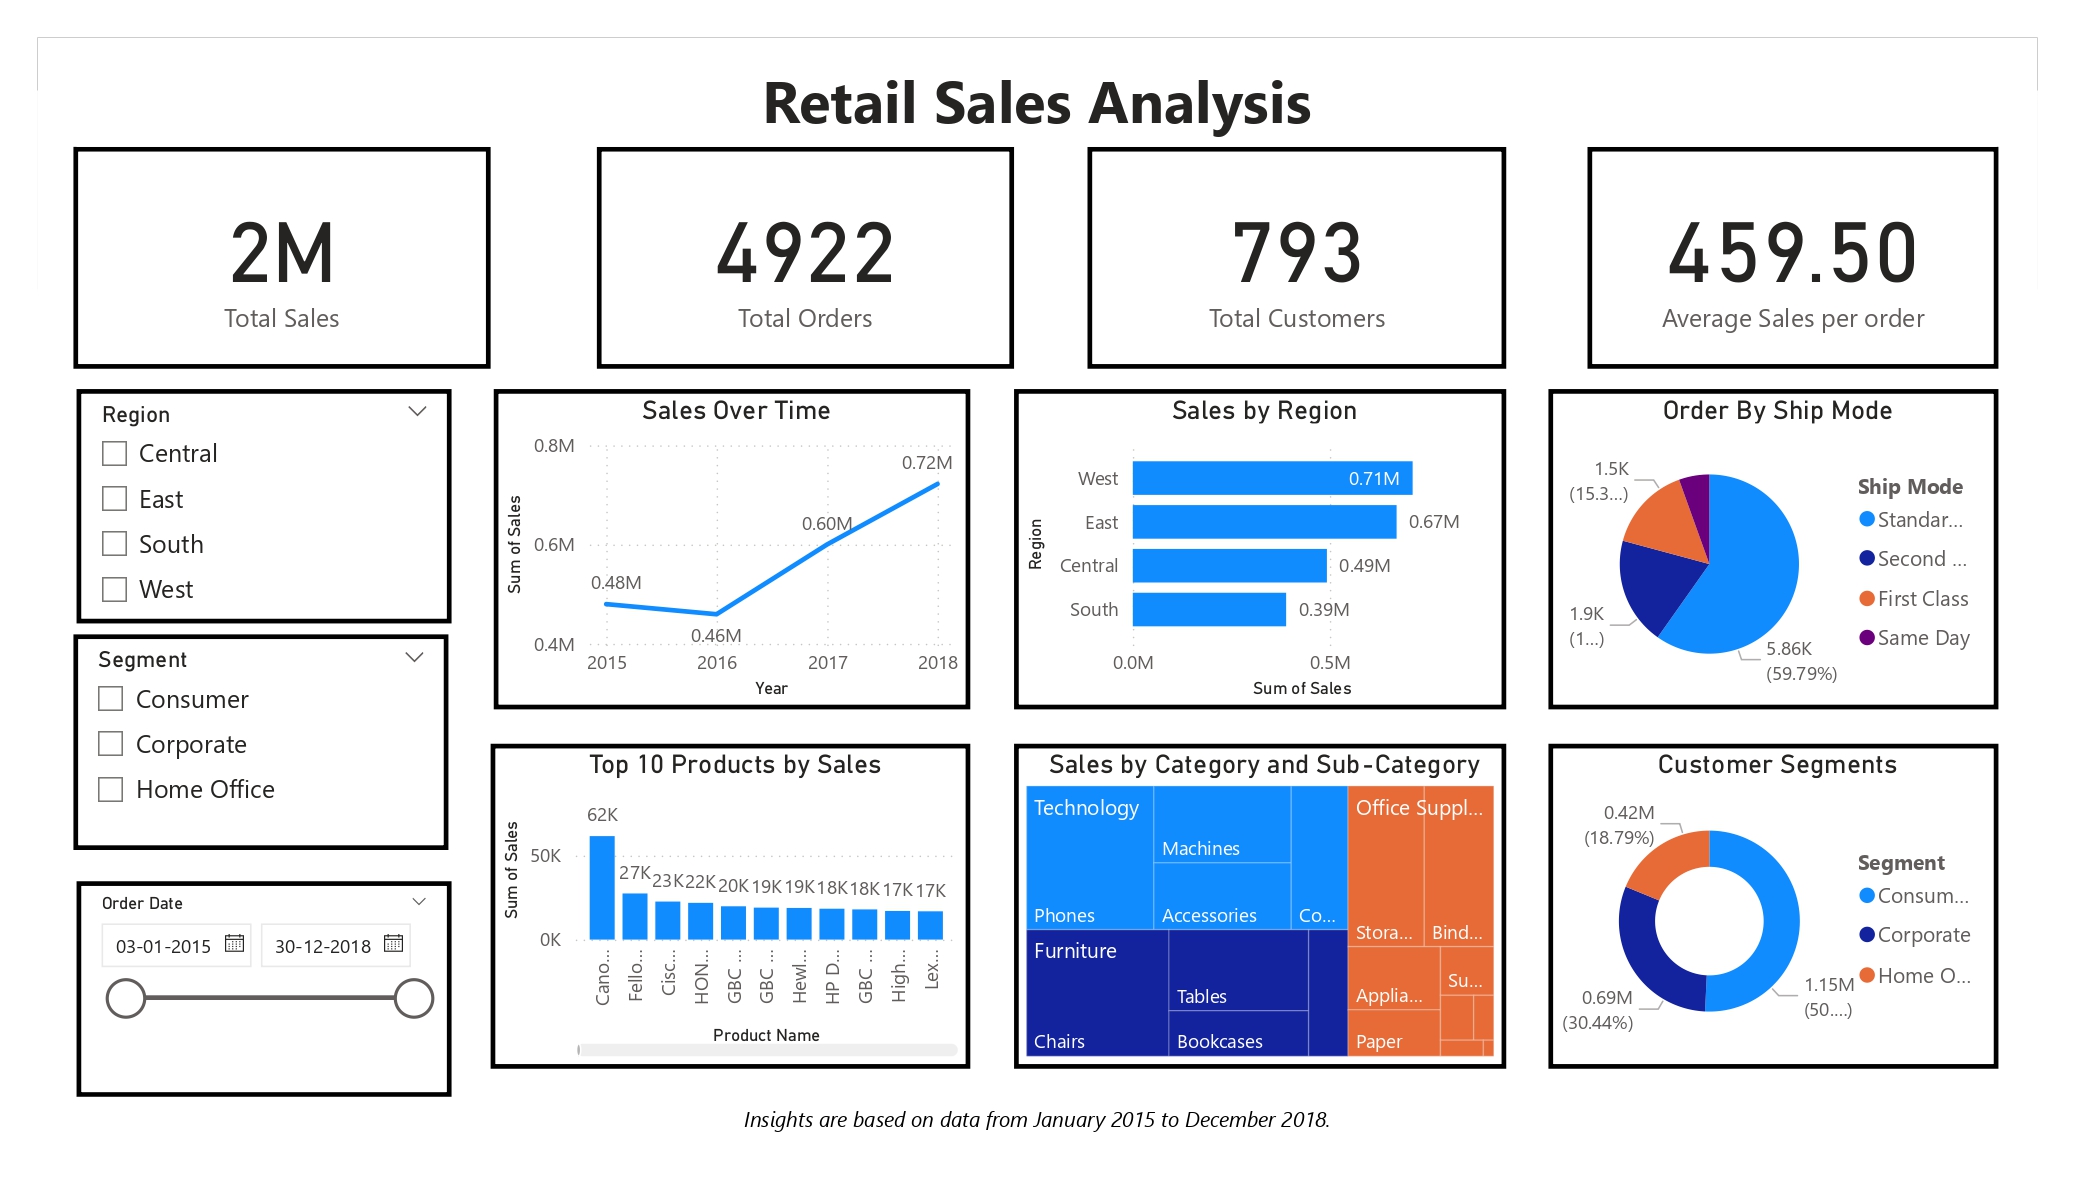 Retail Sales Analysis
2M
Total Sales
4922
Total Orders
793
Total Customers
459.50
Average Sales per order
Region
Central
East
South
West
Segment
Consumer
Corporate
Home Office
Order Date
03-01-2015
30-12-2018
Sales Over Time
0.8M
0.6M
0.4M
Sum of Sales
0.48M
0.46M
0.60M
0.72M
2015
2016
2017
2018
Year
Sales by Region
Region
West
0.71M
East
0.67M
Central
0.49M
South
0.39M
0.0M
0.5M
Sum of Sales
Order By Ship Mode
1.5K
(15.3...)
1.9K
(1...)
5.86K
(59.79%)
Ship Mode
Standar...
Second ...
First Class
Same Day
Top 10 Products by Sales
Sum of Sales
50K
0K
62K
27K
23K
22K
20K
19K
19K
18K
18K
17K
17K
Cano...
Fello...
Cisc...
HON...
GBC ...
GBC ...
Hewl...
HP D...
GBC ...
High...
Lex...
Product Name
Sales by Category and Sub-Category
Technology
Phones
Machines
Accessories
Co...
Furniture
Chairs
Tables
Bookcases
Office Suppl...
Stora...
Bind...
Applia...
Su...
Paper
Customer Segments
0.42M
(18.79%)
0.69M
(30.44%)
1.15M
(50....)
Segment
Consum...
Corporate
Home O...
Insights are based on data from January 2015 to December 2018.